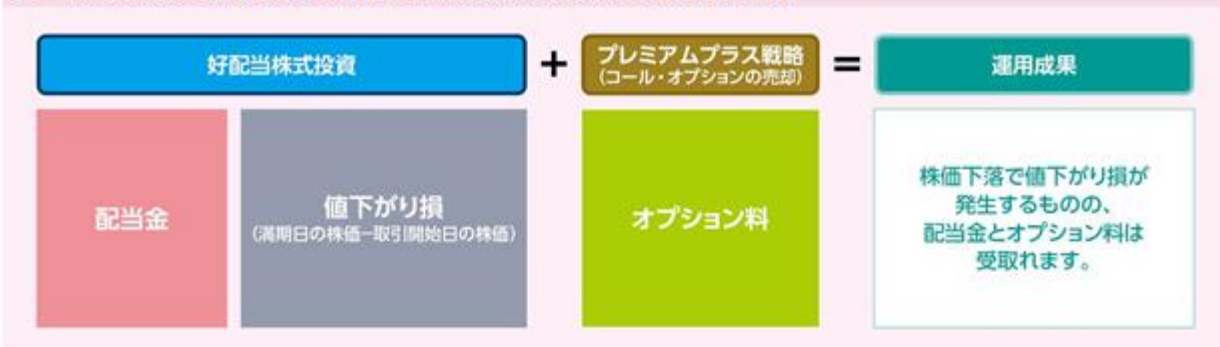 好配当株式投資
+
プレミアムプラス戦略
(コール・オプションの売却)
=
運用成果
配当金
値下がり損
(満期日の株価-取引開始日の株価)
オプション料
株価下落で値下がり損が
発生するものの、
配当金とオプション料は
受取れます。